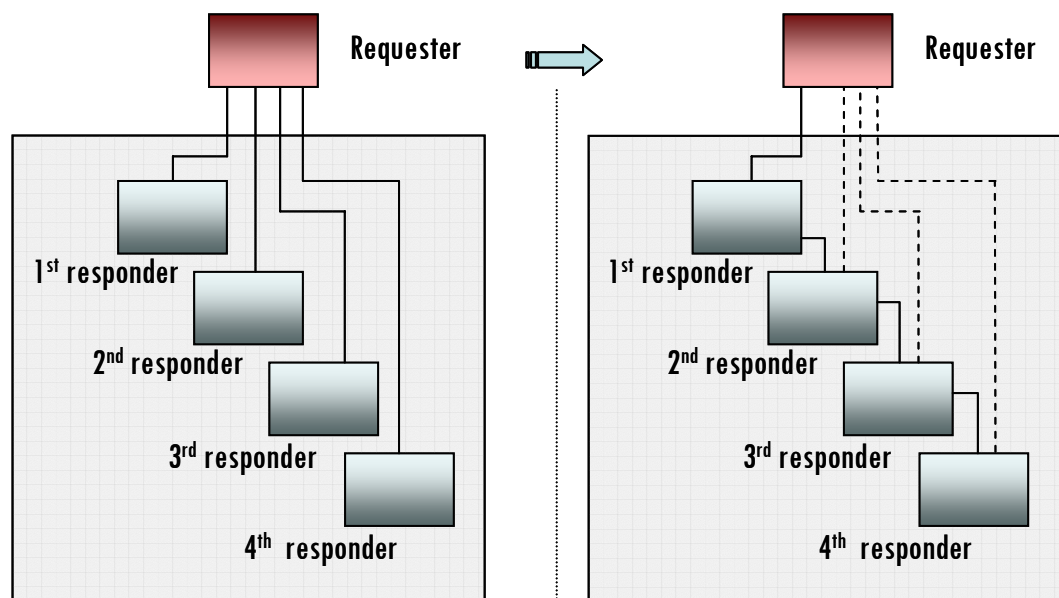 Requester
1st responder
2nd responder
3rd responder
4th responder
Requester
1st responder
2nd responder
3rd responder
4th responder